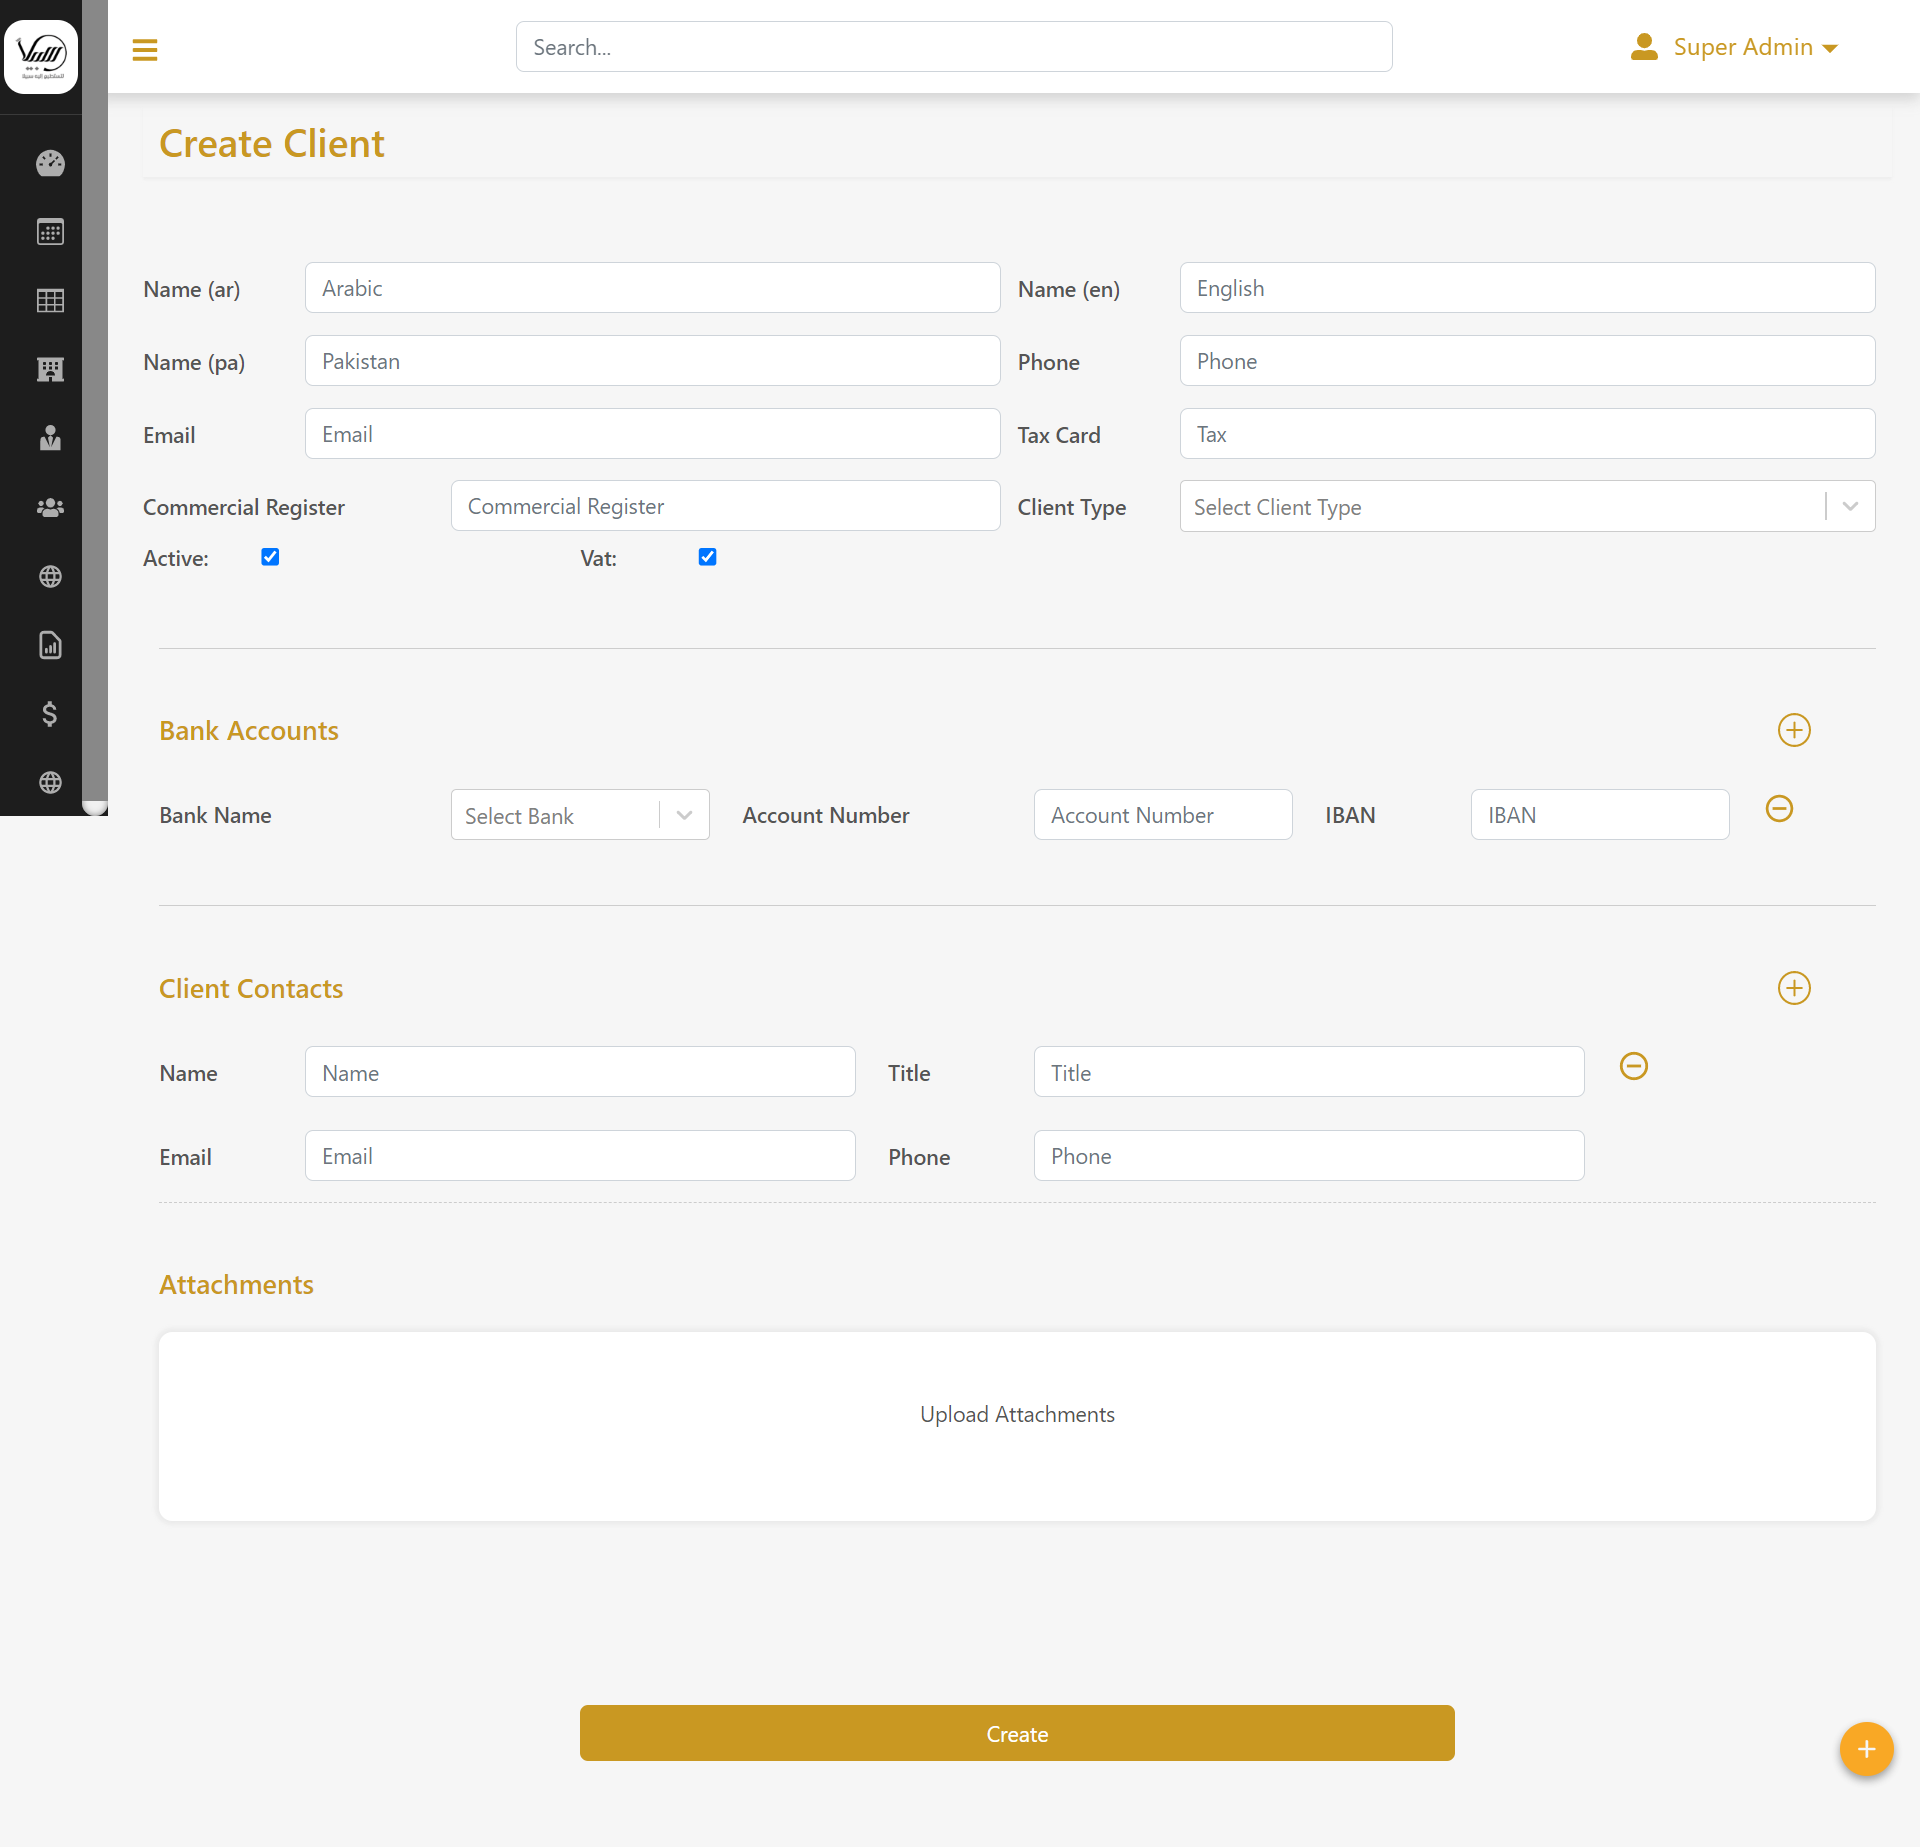 Search...
Super Admin
Create Client
Name (ar)
Arabic
Name (en)
English
Name (pa)
Pakistan
Phone
Phone
Email
Email
Tax Card
Tax
Commercial Register
Commercial Register
Client Type
Select Client Type
Active:
Vat:
Bank Accounts
Bank Name
Select Bank
Account Number
Account Number
IBAN
IBAN
Client Contacts
Name
Name
Title
Title
Email
Email
Phone
Phone
Attachments
Upload Attachments
Create